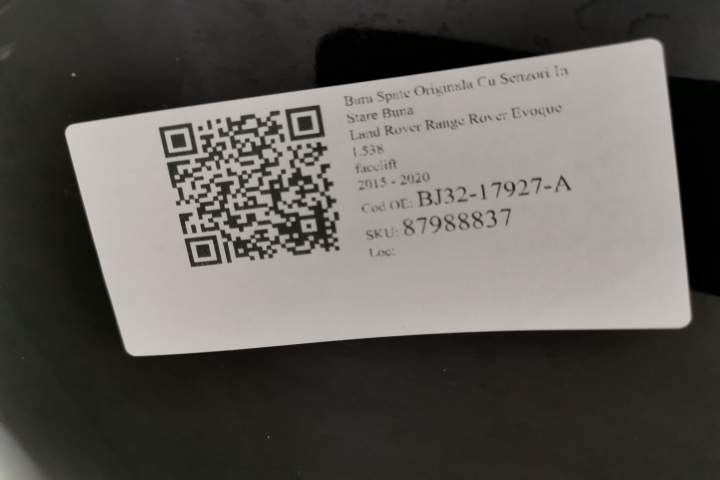 Bara Spate Originala Cu Senzori In
Stare Buna
Land Rover Range Rover Evoque
L538
facelift
2015 - 2020
Cod OE: BJ32-17927-A
SKU: 87988837
Loc: